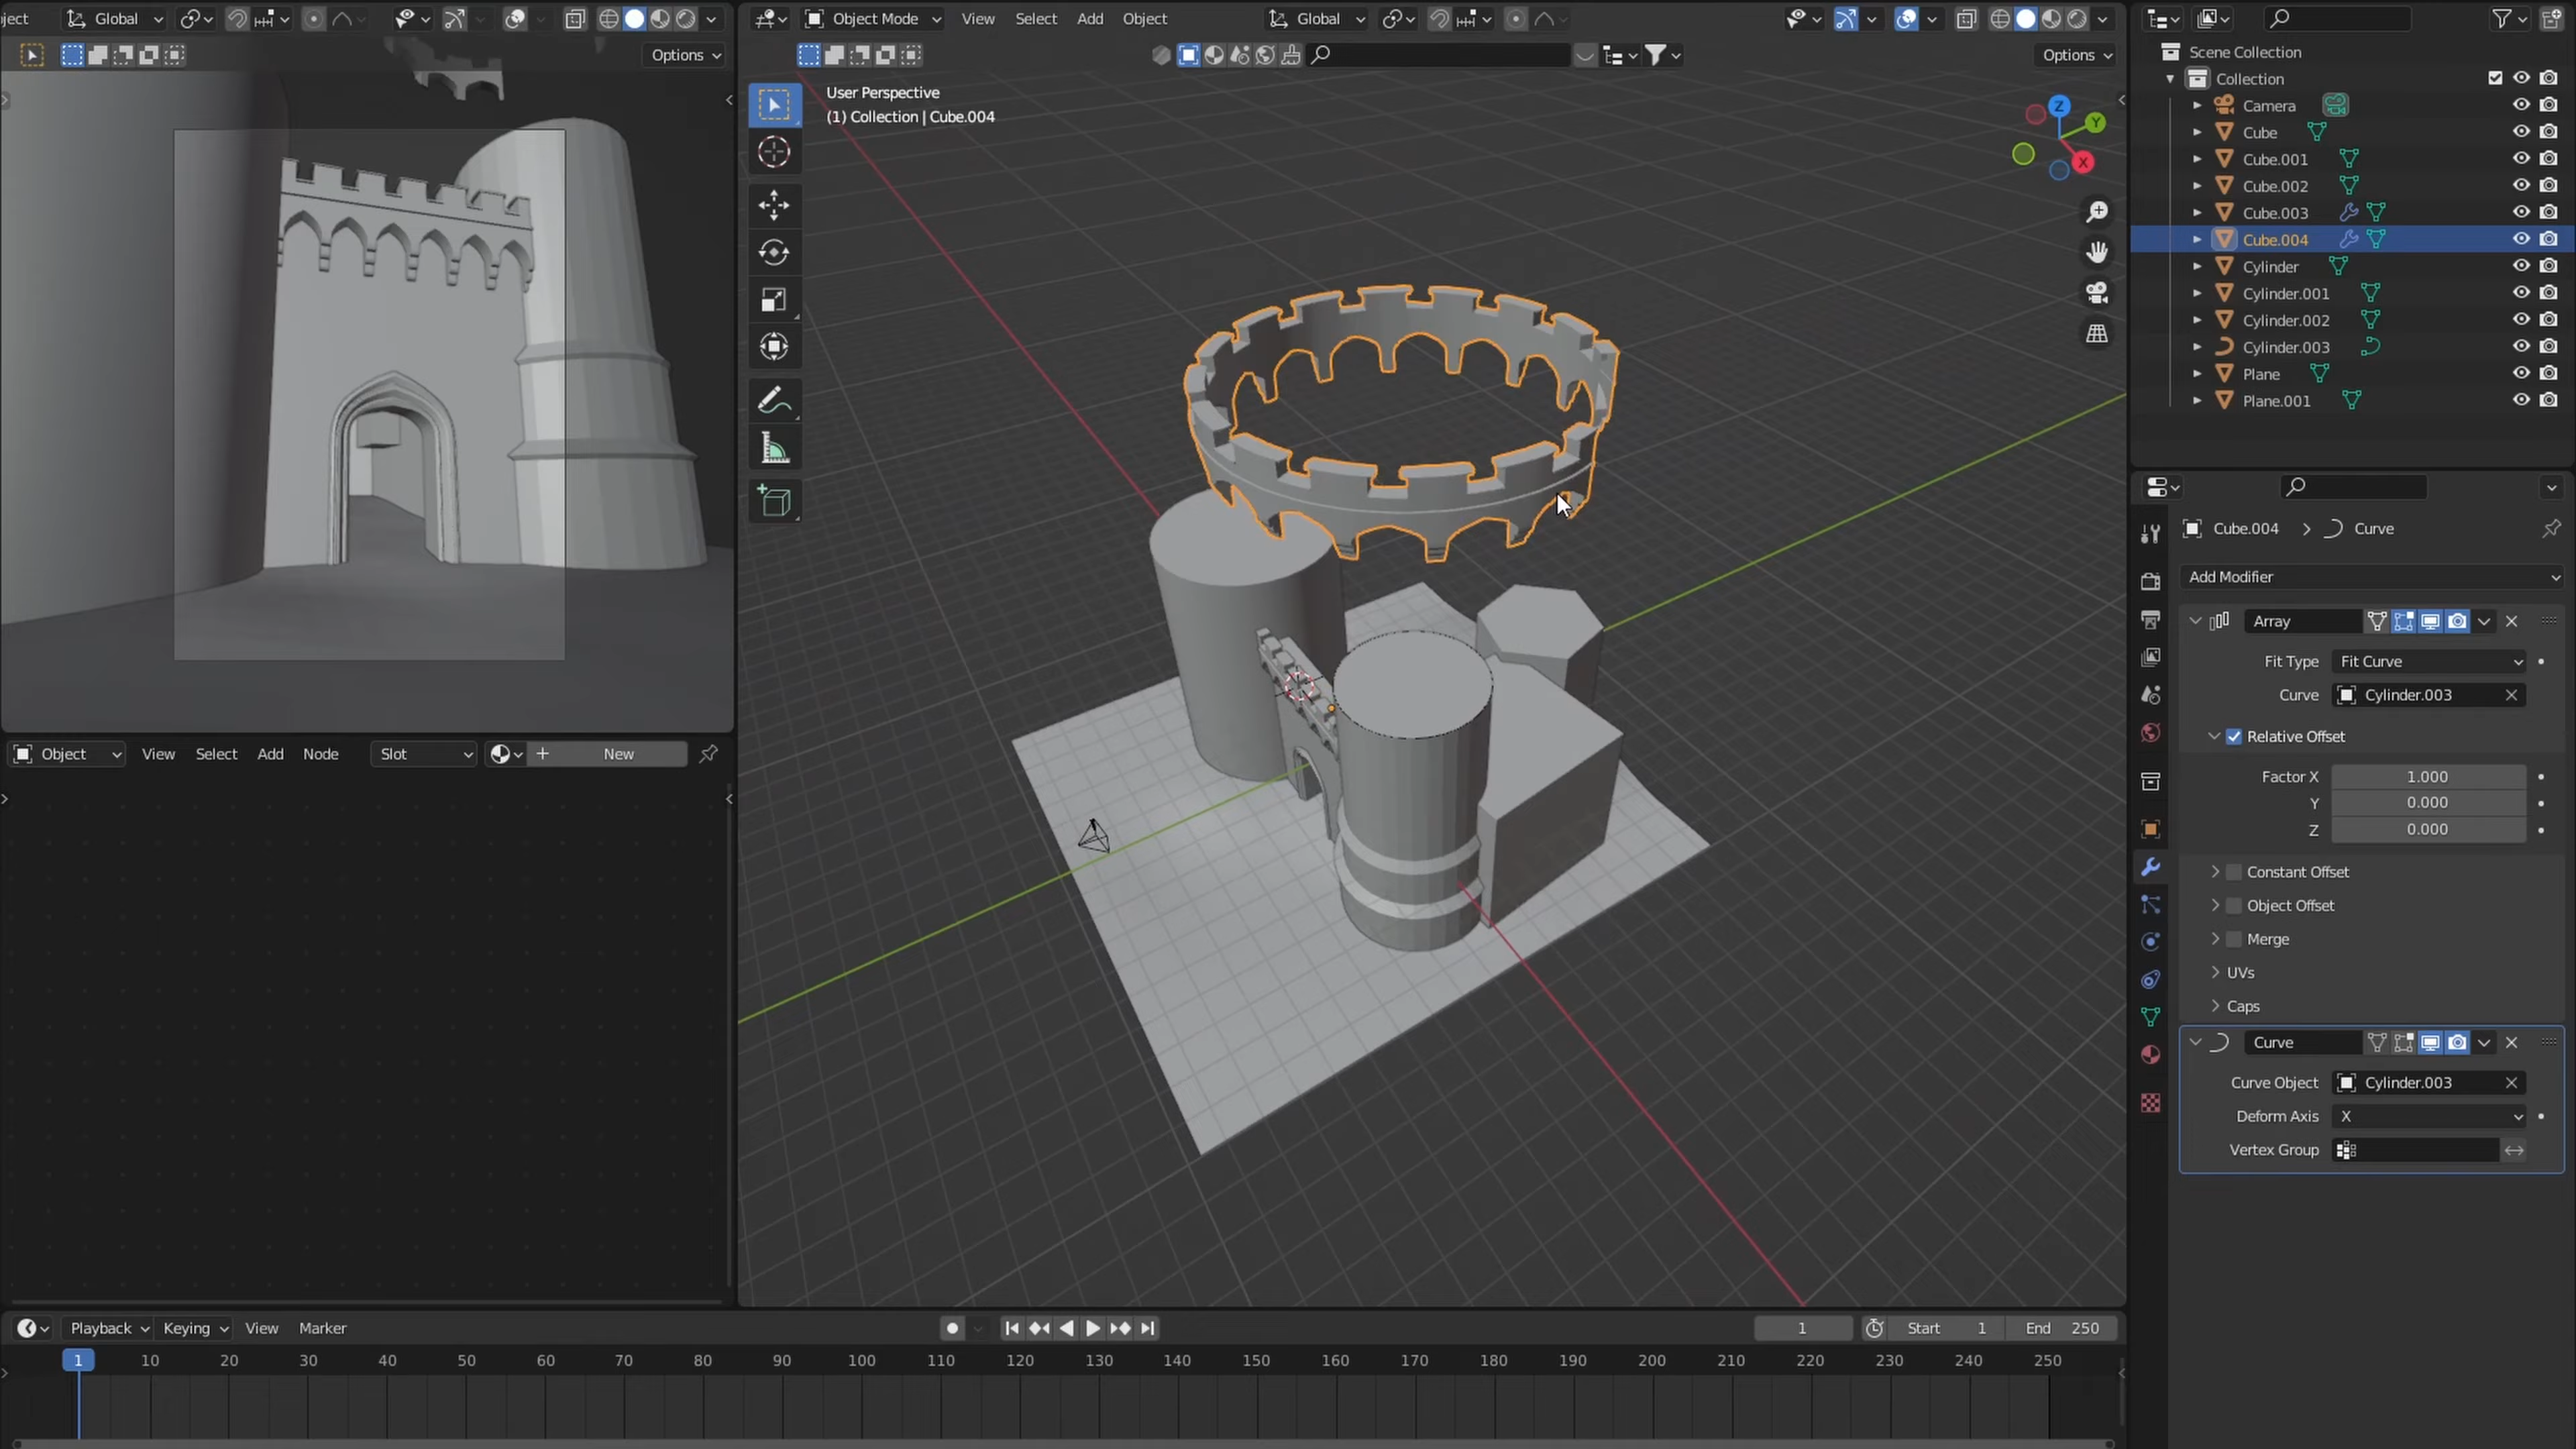 ject Global
Options
Object Mode View Select Add Object Global
Options
User Perspective
(1) Collection | Cube.004
Z
Y
X
Scene Collection
Collection
Camera
Cube
Cube.001
Cube.002
Cube.003
Cube.004
Cylinder
Cylinder.001
Cylinder.002
Cylinder.003
Plane
Plane.001
Cube.004 > Curve
Add Modifier
Array
Fit Type Fit Curve
Curve Cylinder.003
Relative Offset
Factor X 1.000
Y 0.000
Z 0.000
Constant Offset
Object Offset
Merge
UVs
Caps
Curve
Curve Object Cylinder.003
Deform Axis X
Vertex Group
Object View Select Add Node Slot New
Playback Keying View Marker 1 Start 1 End 250
1 10 20 30 40 50 60 70 80 90 100 110 120 130 140 150 160 170 180 190 200 210 220 230 240 250